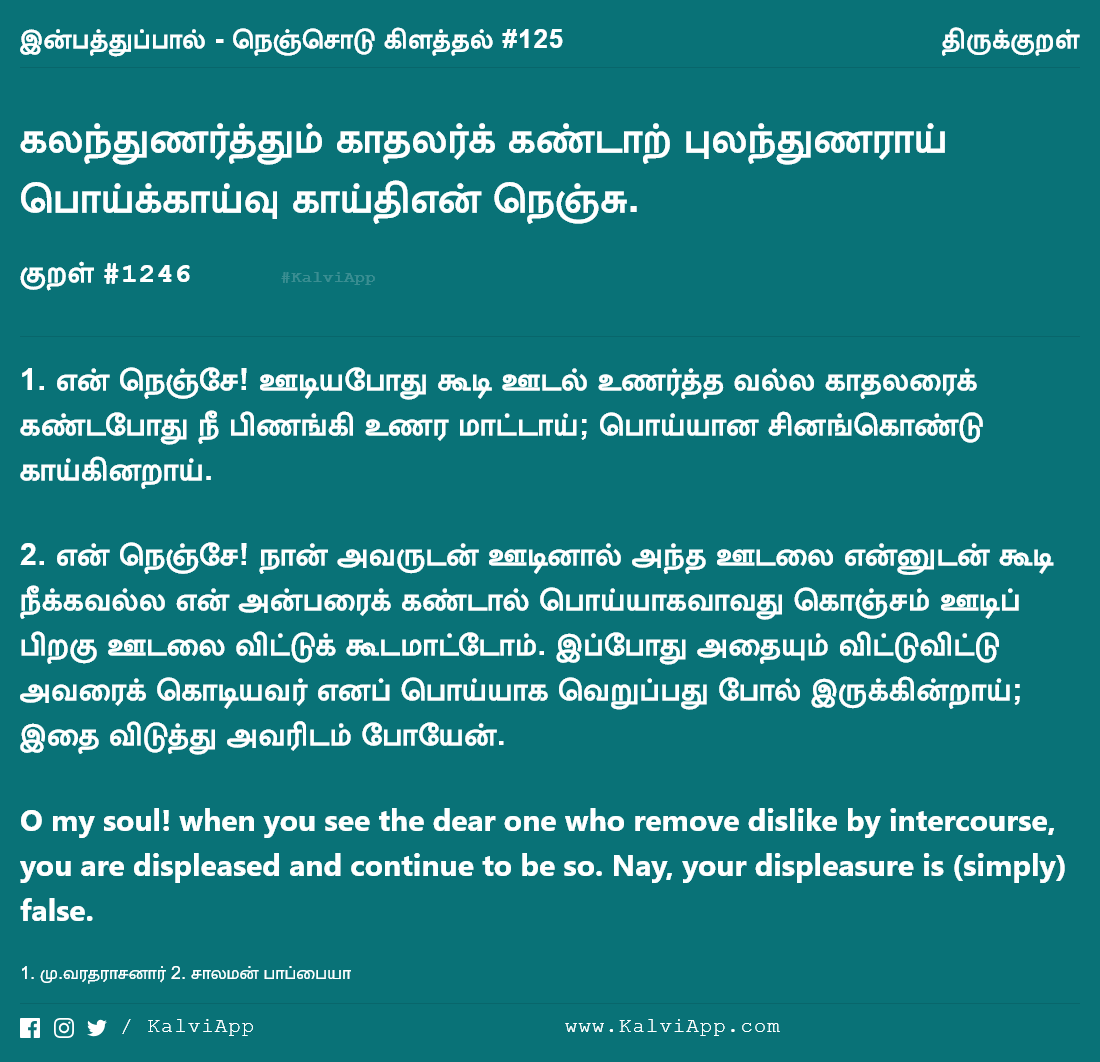 இன்பத்துப்பால் - நெஞ்சொடு கிளத்தல் #125 திருக்குறள்
கலந்துணர்த்தும் காதலர்க் கண்டாற் புலந்துணராய்
பொய்க்காய்வு காய்திஎன் நெஞ்சு.
குறள் #1246 #KalviApp
1. என் நெஞ்சே! ஊடியபோது கூடி ஊடல் உணர்த்த வல்ல காதலரைக்
கண்டபோது நீ பிணங்கி உணர மாட்டாய்; பொய்யான சினங்கொண்டு
காய்கினறாய்.
2. என் நெஞ்சே! நான் அவருடன் ஊடினால் அந்த ஊடலை என்னுடன் கூடி
நீக்கவல்ல என் அன்பரைக் கண்டால் பொய்யாகவாவது கொஞ்சம் ஊடிப்
பிறகு ஊடலை விட்டுக் கூடமாட்டோம். இப்போது அதையும் விட்டுவிட்டு
அவரைக் கொடியவர் எனப் பொய்யாக வெறுப்பது போல் இருக்கின்றாய்;
இதை விடுத்து அவரிடம் போயேன்.
O my soul! when you see the dear one who remove dislike by intercourse,
you are displeased and continue to be so. Nay, your displeasure is (simply)
false.
1. மு.வரதராசனார் 2. சாலமன் பாப்பையா
/ KalviApp www.KalviApp.com